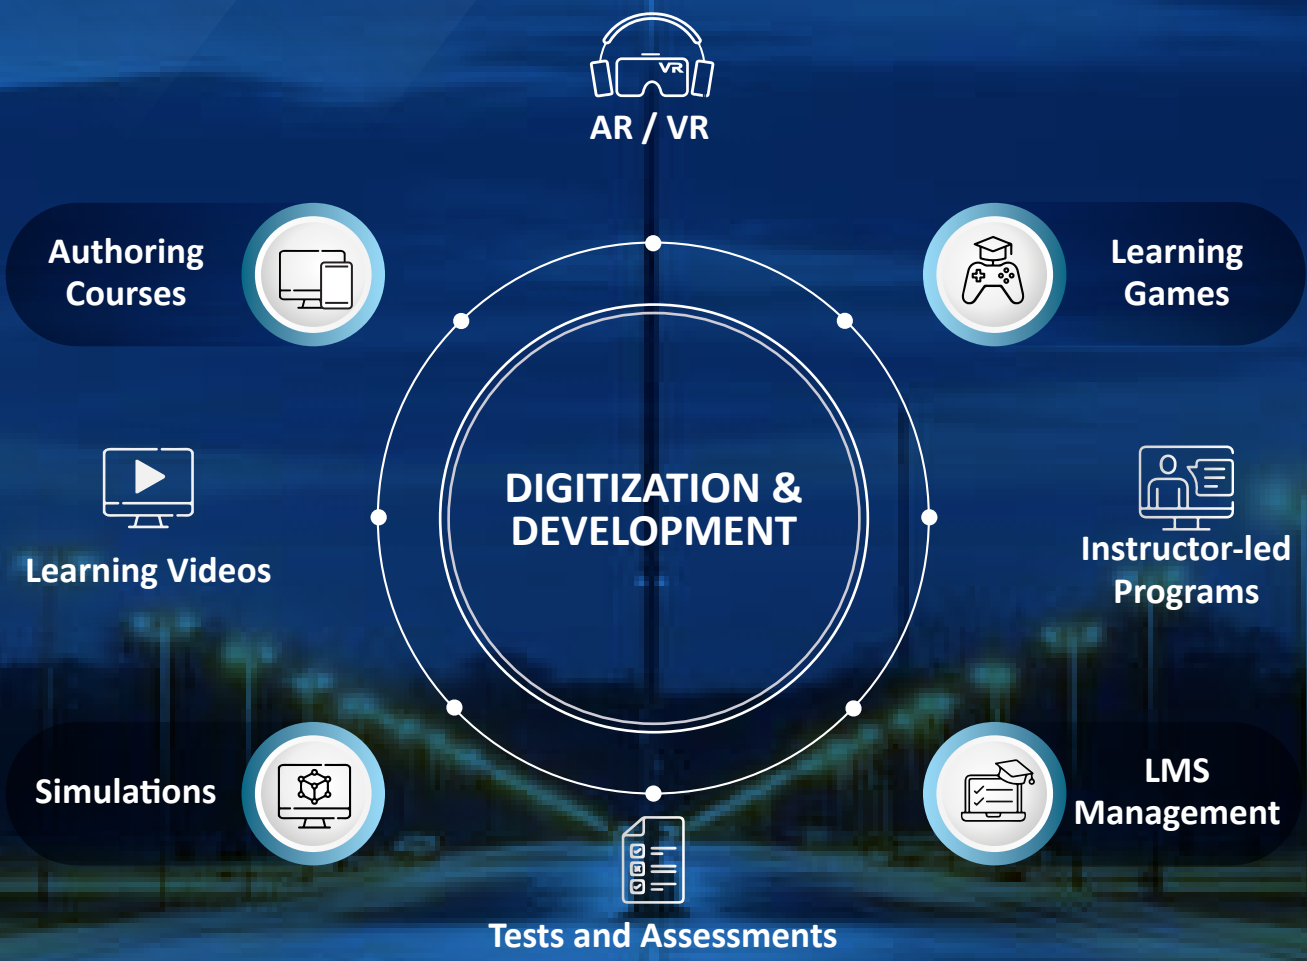 VR
AR / VR
Authoring
Courses
Learning
Games
DIGITIZATION &
DEVELOPMENT
Learning Videos
Instructor-led
Programs
Simulations
LMS
Management
Tests and Assessments